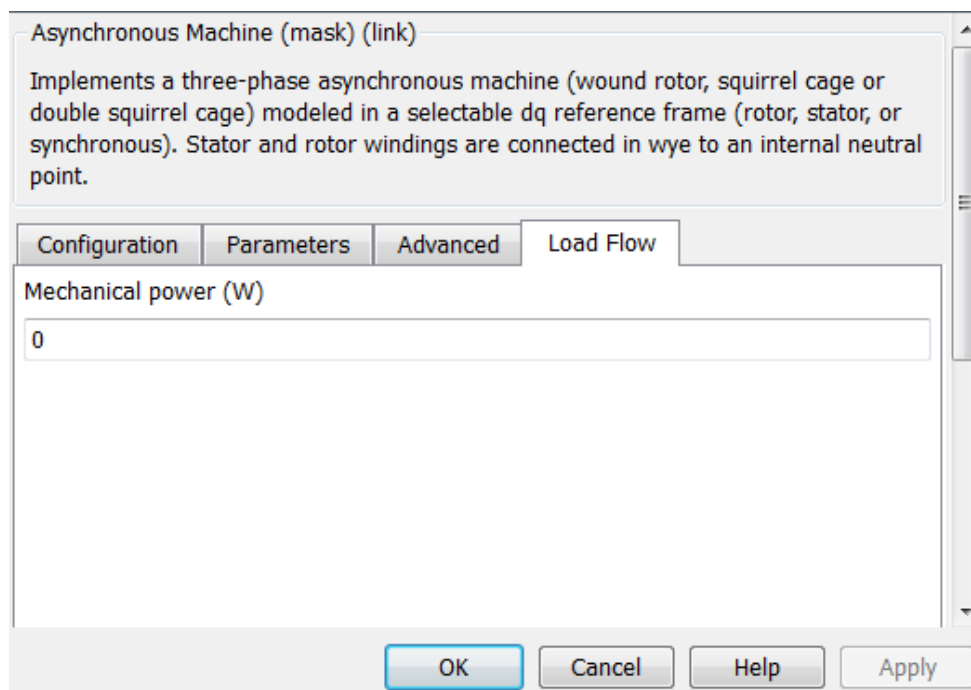 Asynchronous Machine (mask) (link)
Implements a three-phase asynchronous machine (wound rotor, squirrel cage or
double squirrel cage) modeled in a selectable dq reference frame (rotor, stator, or
synchronous). Stator and rotor windings are connected in wye to an internal neutral
point.
Configuration Parameters Advanced Load Flow
Mechanical power (W)
0
OK Cancel Help Apply